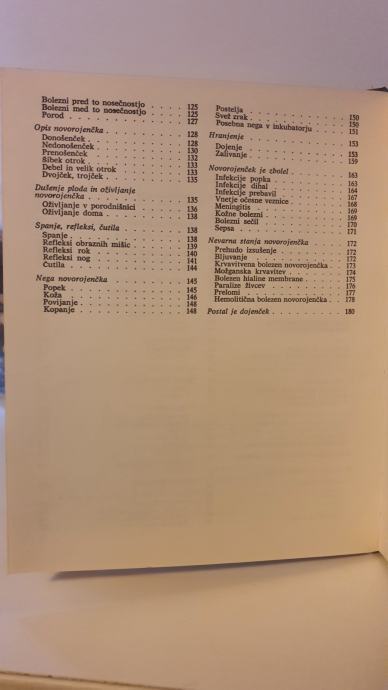 Bolezni pred to nosečnostjo . . . . 125
Bolezni med to nosečnostjo . . . . 125
Porod . . . . . . . . . . . . 127
Opis novorojenčka . . . . . . . . 128
Donošenček . . . . . . . . . . 128
Nedonošenček . . . . . . . . . 130
Prenošenček . . . . . . . . . . 132
Šibek otrok . . . . . . . . . . 133
Debel in velik otrok . . . . . . . 133
Dvojček, trojček . . . . . . . . . 135
Dušenje ploda in oživljanje
novorojenčka . . . . . . . . . . 135
Oživljanje v porodnišnici . . . . . 136
Oživljanje doma . . . . . . . . . 138
Spanje, refleksi, čutila . . . . . . . 138
Spanje . . . . . . . . . . . . 138
Refleksi obraznih mišic . . . . . . 139
Refleksi rok . . . . . . . . . . 140
Refleksi nog . . . . . . . . . . 141
Čutila . . . . . . . . . . . . 144
Nega novorojenčka . . . . . . . . 145
Popek . . . . . . . . . . . . 145
Koža . . . . . . . . . . . . 146
Povijanje . . . . . . . . . . . 148
Kopanje . . . . . . . . . . . 148
Postelja . . . . . . . . . . . 150
Svež zrak . . . . . . . . . . . 150
Posebna nega v inkubatorju . . . . 151
Hranjenje . . . . . . . . . . . 153
Dojenje . . . . . . . . . . . 153
Zalivanje . . . . . . . . . . . 159
Novorojenček je zbolel . . . . . . . 163
Infekcije popka . . . . . . . . . 163
Infekcije dihal . . . . . . . . . 164
Infekcije prebavil . . . . . . . . 167
Vnetje očesne veznice . . . . . . . 168
Meningitis . . . . . . . . . . . 169
Kožne bolezni . . . . . . . . . 169
Bolezni sečil . . . . . . . . . . 170
Sepsa . . . . . . . . . . . . 171
Nevarna stanja novorojenčka . . . . 172
Prehudo izsušenje . . . . . . . . 172
Bljuvanje . . . . . . . . . . . 172
Krvavitvena bolezen novorojenčka . . 173
Možganska krvavitev . . . . . . . 174
Bolezen hialine membrane . . . . . 175
Paralize živcev . . . . . . . . . 176
Prelomi . . . . . . . . . . . 177
Hemolitična bolezen novorojenčka . . 178
Postal je dojenček . . . . . . . . 180